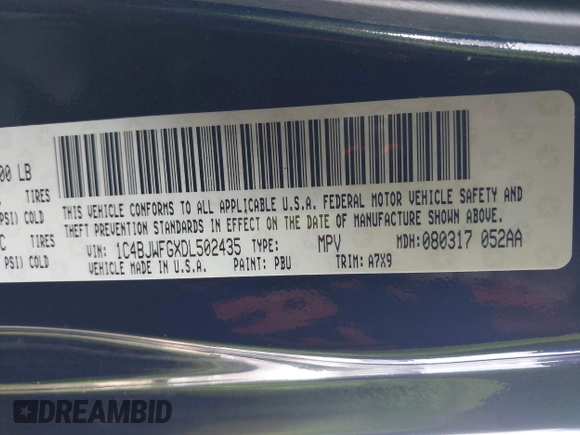 00 LB
TIRES
PSI) COLD
C TIRES
PSI) COLD
THIS VEHICLE CONFORMS TO ALL APPLICABLE U.S.A. FEDERAL MOTOR VEHICLE SAFETY AND
THEFT PREVENTION STANDARDS IN EFFECT ON THE DATE OF MANUFACTURE SHOWN ABOVE.
VIN: 1C4BJWFGXDL502435 TYPE: MPV MDH: 080317 052AA
VEHICLE MADE IN U.S.A. PAINT: PBU TRIM: A7X9
DREAMBID